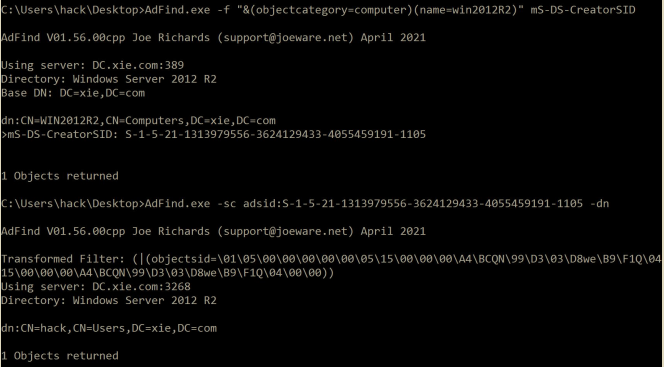 C:\Users\hack\Desktop>AdFind.exe -f "&(objectcategory=computer)(name=win2012R2)" mS-DS-CreatorSID
AdFind V01.56.00cpp Joe Richards (support@joeware.net) April 2021
Using server: DC.xie.com:389
Directory: Windows Server 2012 R2
Base DN: DC=xie,DC=com
dn:CN=WIN2012R2,CN=Computers,DC=xie,DC=com
>mS-DS-CreatorSID: S-1-5-21-1313979556-3624129433-4055459191-1105
1 Objects returned
C:\Users\hack\Desktop>AdFind.exe -sc adsid:S-1-5-21-1313979556-3624129433-4055459191-1105 -dn
AdFind V01.56.00cpp Joe Richards (support@joeware.net) April 2021
Transformed Filter: (|(objectsid=\01\05\00\00\00\00\00\05\15\00\00\00\A4\BCQN\99\D3\03\D8we\B9\F1Q\04
15\00\00\00\A4\BCQN\99\D3\03\D8we\B9\F1Q\04\00\00))
Using server: DC.xie.com:3268
Directory: Windows Server 2012 R2
dn:CN=hack,CN=Users,DC=xie,DC=com
1 Objects returned